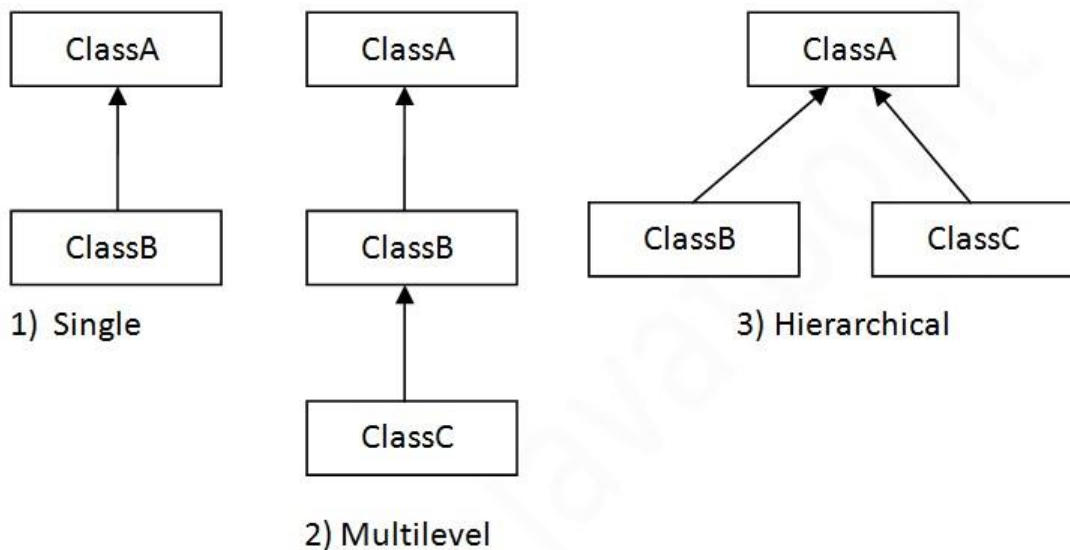 ClassA
ClassB
1) Single
ClassA
ClassB
ClassC
2) Multilevel
ClassA
ClassB
ClassC
3) Hierarchical